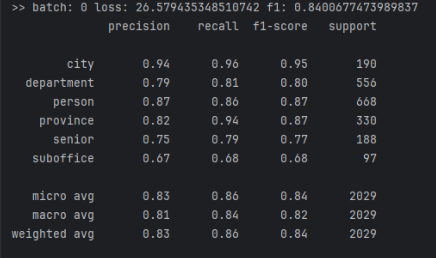 >> batch: 0 loss: 26.579435348510742 f1: 0.8400677473989837
precision recall f1-score support
city 0.94 0.96 0.95 190
department 0.79 0.81 0.80 556
person 0.87 0.86 0.87 668
province 0.82 0.94 0.87 330
senior 0.75 0.79 0.77 188
suboffice 0.67 0.68 0.68 97
micro avg 0.83 0.86 0.84 2029
macro avg 0.81 0.84 0.82 2029
weighted avg 0.83 0.86 0.84 2029